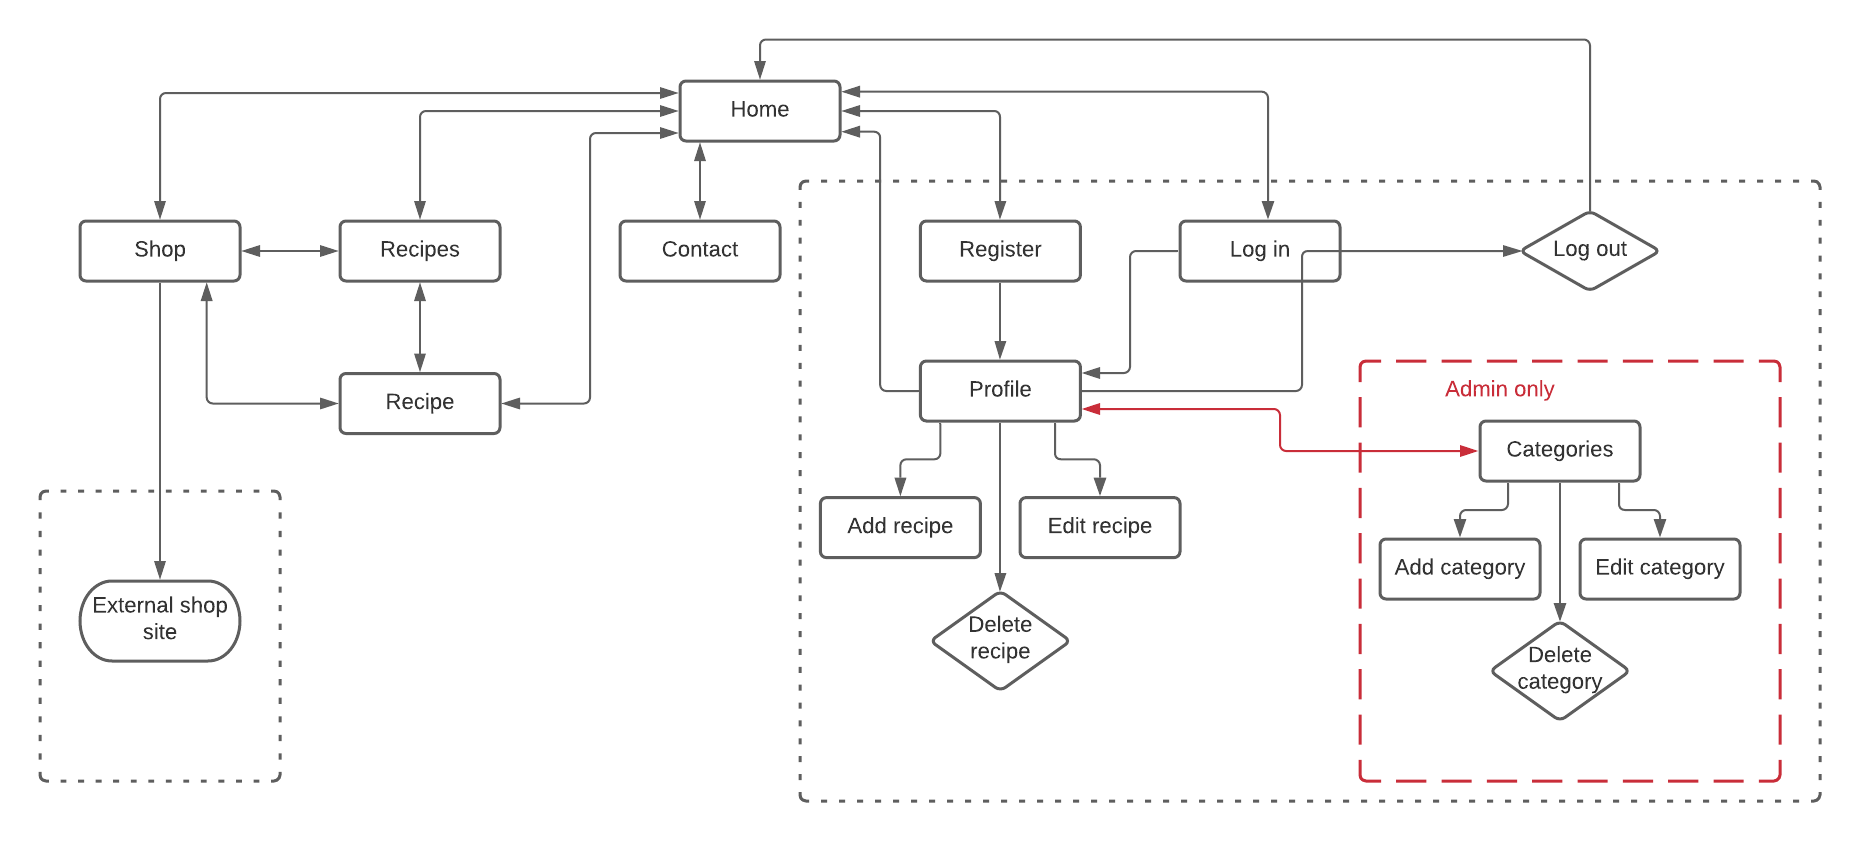 Home
Shop
Recipes
Contact
Register
Log in
Log out
Recipe
Profile
Admin only
Categories
Add recipe
Edit recipe
Add category
Edit category
External shop
site
Delete
recipe
Delete
category